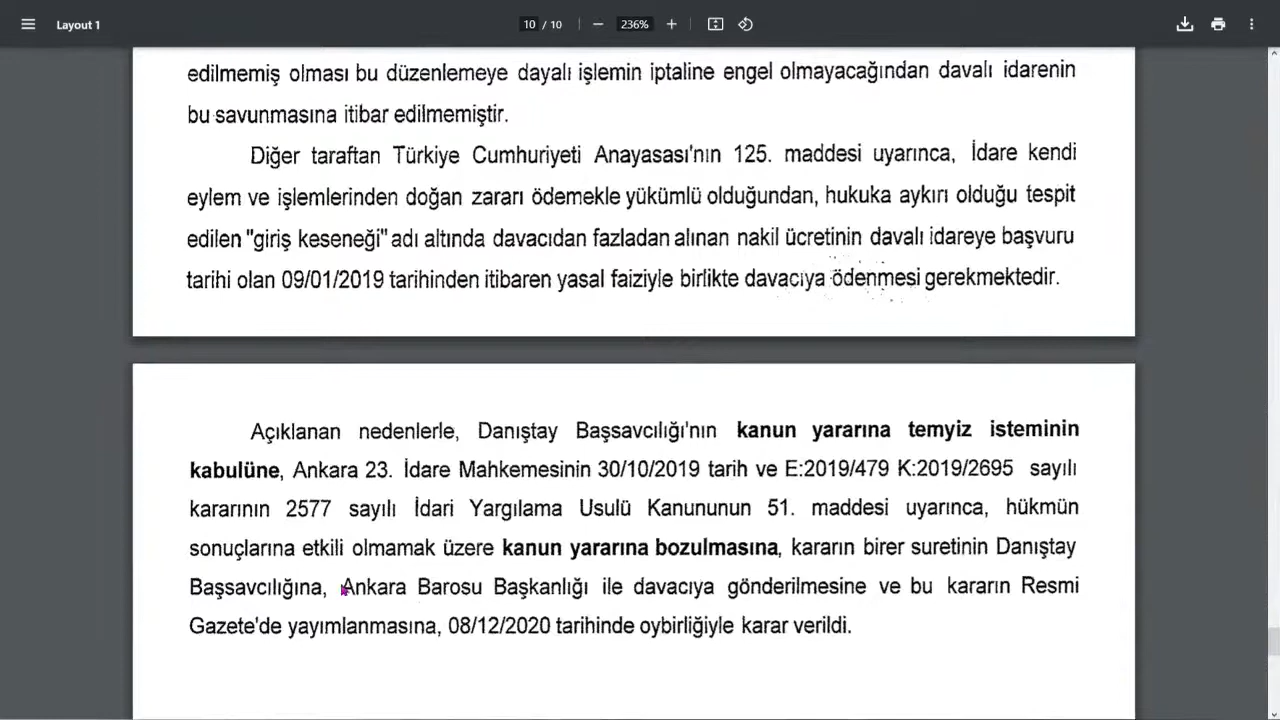 Layout 1
10 / 10
236%
edilmemiş olması bu düzenlemeye dayalı işlemin iptaline engel olmayacağından davalı idarenin
bu savunmasına itibar edilmemiştir.
Diğer taraftan Türkiye Cumhuriyeti Anayasası'nın 125. maddesi uyarınca, İdare kendi
eylem ve işlemlerinden doğan zararı ödemekle yükümlü olduğundan, hukuka aykırı olduğu tespit
edilen "giriş keseneği" adı altında davacıdan fazladan alınan nakil ücretinin davalı idareye başvuru
tarihi olan 09/01/2019 tarihinden itibaren yasal faiziyle birlikte davacıya ödenmesi gerekmektedir.
Açıklanan nedenlerle, Danıştay Başsavcılığı'nın kanun yararına temyiz isteminin
kabulüne, Ankara 23. İdare Mahkemesinin 30/10/2019 tarih ve E:2019/479 K:2019/2695 sayılı
kararının 2577 sayılı İdari Yargılama Usulü Kanununun 51. maddesi uyarınca, hükmün
sonuçlarına etkili olmamak üzere kanun yararına bozulmasına, kararın birer suretinin Danıştay
Başsavcılığına, Ankara Barosu Başkanlığı ile davacıya gönderilmesine ve bu kararın Resmi
Gazete'de yayımlanmasına, 08/12/2020 tarihinde oybirliğiyle karar verildi.